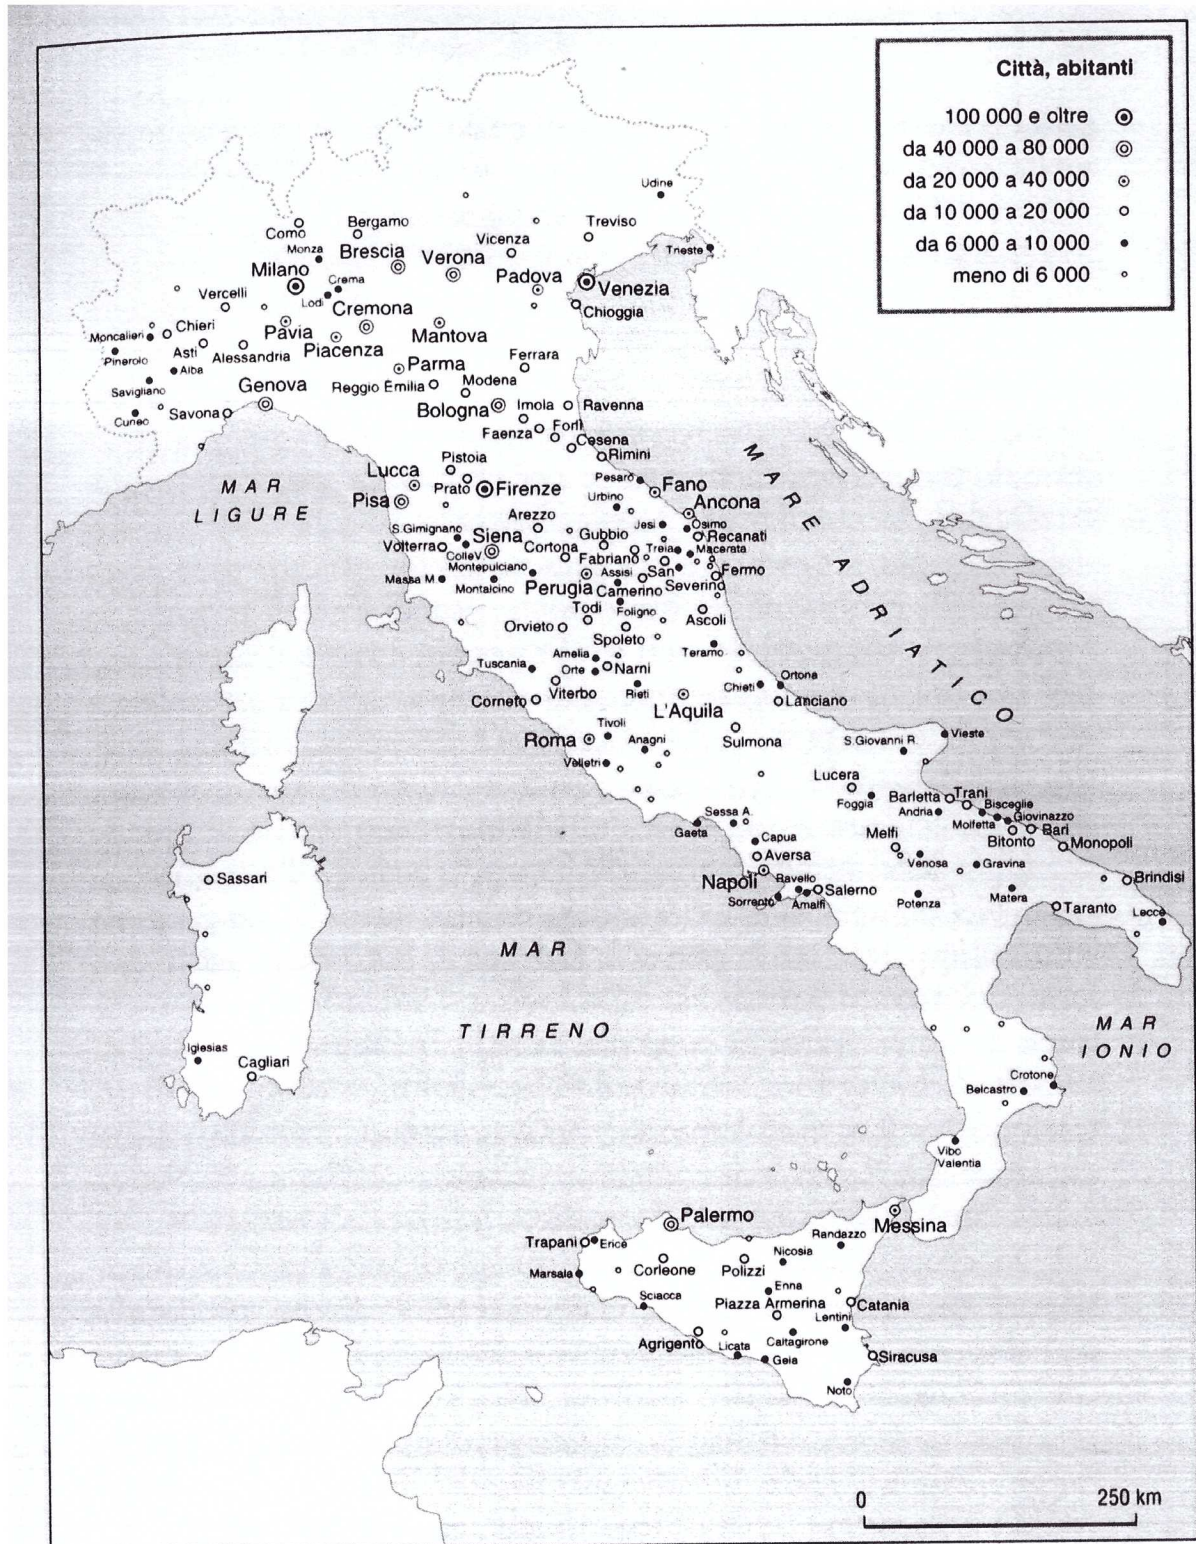 Città, abitanti
100 000 e oltre
da 40 000 a 80 000
da 20 000 a 40 000
da 10 000 a 20 000
da 6 000 a 10 000
meno di 6 000
Udine
Como
Bergamo
Treviso
Monza
Brescia
Verona
Vicenza
Trieste
Milano
Crema
Padova
Venezia
Vercelli
Lodi
Cremona
Chioggia
Moncalieri
Chieri
Pavia
Mantova
Pinerolo
Asti
Alessandria
Piacenza
Alba
Parma
Ferrara
Savigliano
Genova
Reggio Emilia
Modena
Cuneo
Savona
Bologna
Imola
Ravenna
Faenza
Forlì
Cesena
Rimini
Pistoia
Lucca
Prato
Firenze
Pesaro
Fano
MAR
LIGURE
Pisa
Urbino
Ancona
MARE ADRIATICO
S.Gimignano
Siena
Arezzo
Gubbio
Jesi
Osimo
Recanati
Volterra
ColleV
Cortona
Fabriano
Treia
Macerata
Massa M
Montepulciano
Montalcino
Perugia
Assisi
Camerino
San
Severino
Fermo
Todi
Foligno
Ascoli
Orvieto
Spoleto
Amelia
Teramo
Tuscania
Orte
Narni
Chieti
Ortona
Corneto
Viterbo
Rieti
L'Aquila
Lanciano
Roma
Tivoli
Anagni
Sulmona
S.Giovanni R.
Vieste
Velletri
Lucera
Foggia
Barletta
Trani
Andria
Bisceglie
Giovinazzo
Molfetta
Bari
Bitonto
Gaeta
Sessa A.
Capua
Aversa
Melfi
Venosa
Gravina
Monopoli
Napoli
Ravello
Salerno
Sorrento
Amalfi
Potenza
Matera
Brindisi
Taranto
Lecce
Sassari
MAR
TIRRENO
MAR
IONIO
Iglesias
Cagliari
Crotone
Belcastro
Vibo
Valentia
Palermo
Messina
Trapani
Erice
Randazzo
Marsala
Corleone
Polizzi
Nicosia
Enna
Sciacca
Piazza Armerina
Catania
Lentini
Agrigento
Licata
Caltagirone
Gela
Siracusa
Noto
0
250 km